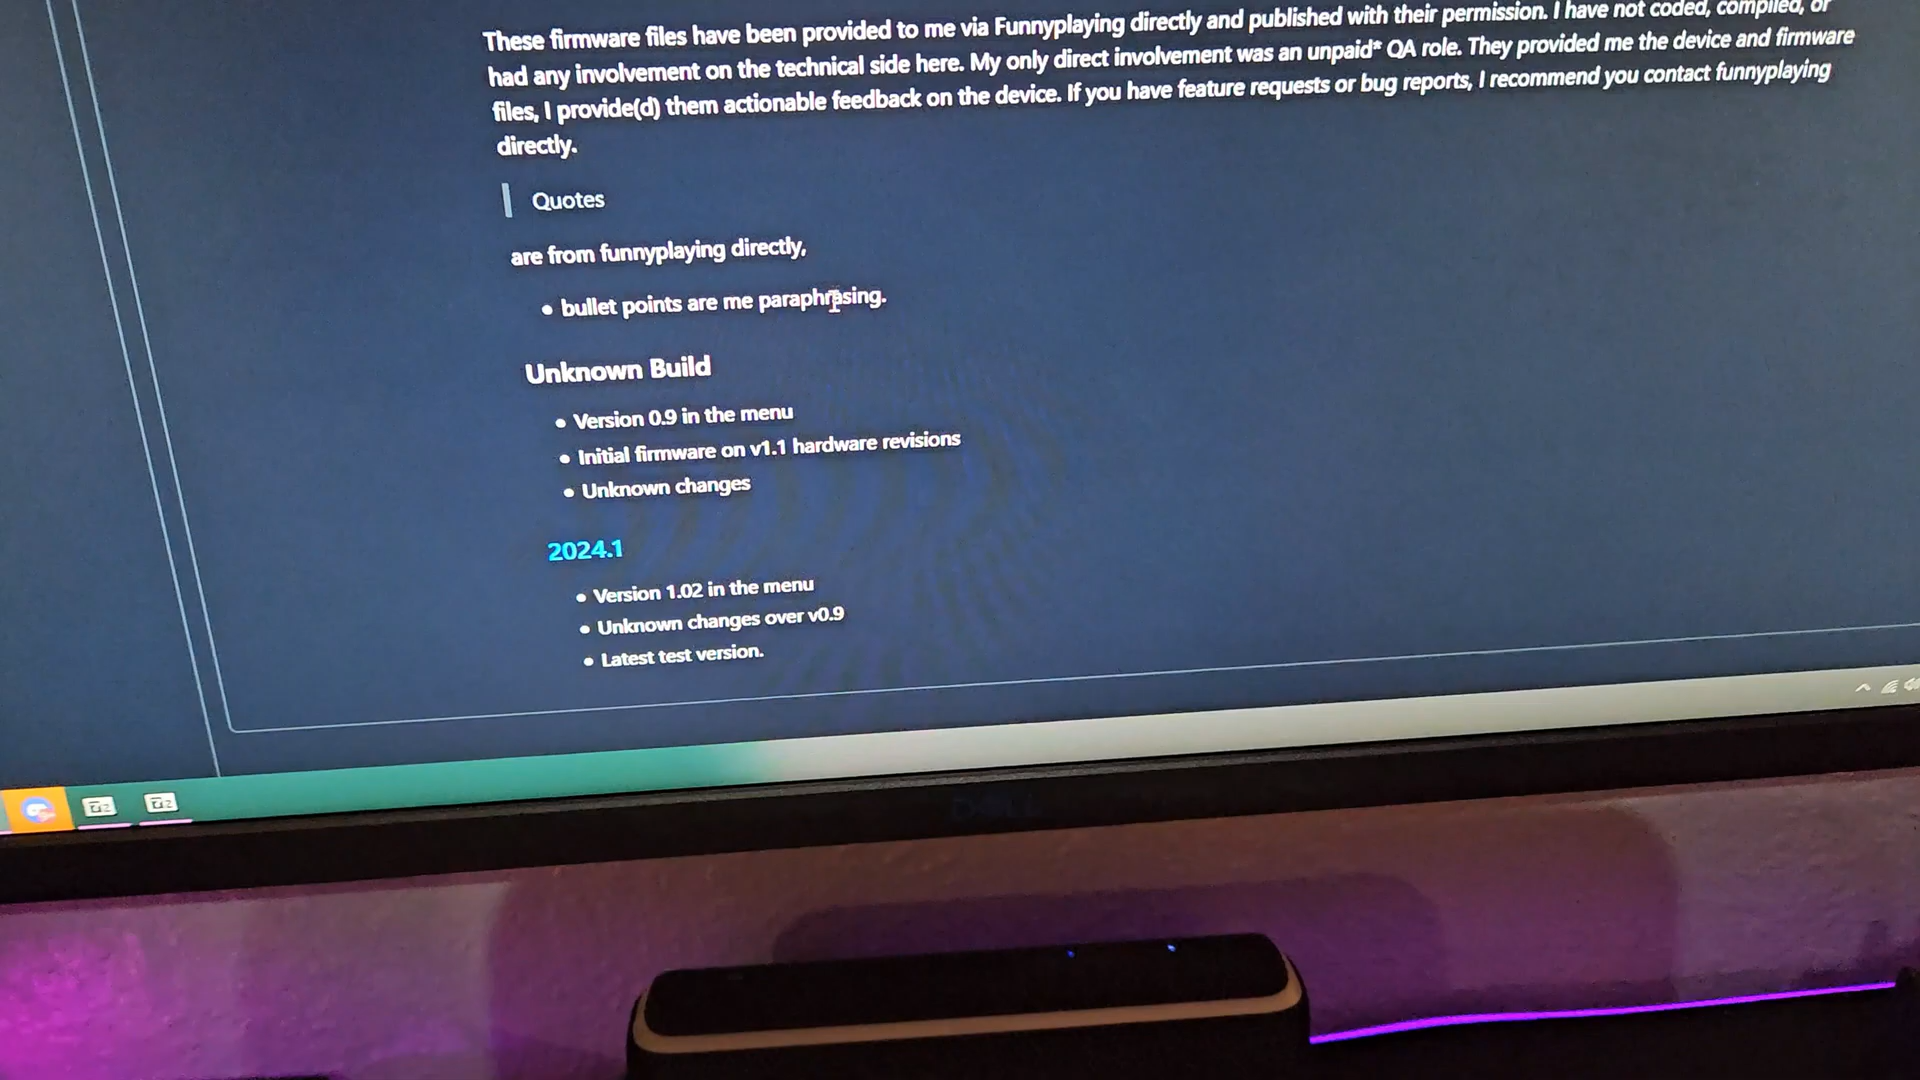 These firmware files have been provided to me via Funnyplaying directly and published with their permission. I have not coded, compiled, or
had any involvement on the technical side here. My only direct involvement was an unpaid* QA role. They provided me the device and firmware
files, I provide(d) them actionable feedback on the device. If you have feature requests or bug reports, I recommend you contact funnyplaying
directly.
Quotes
are from funnyplaying directly,
• bullet points are me paraphrasing.
Unknown Build
• Version 0.9 in the menu
• Initial firmware on v1.1 hardware revisions
• Unknown changes
2024.1
• Version 1.02 in the menu
• Unknown changes over v0.9
• Latest test version.